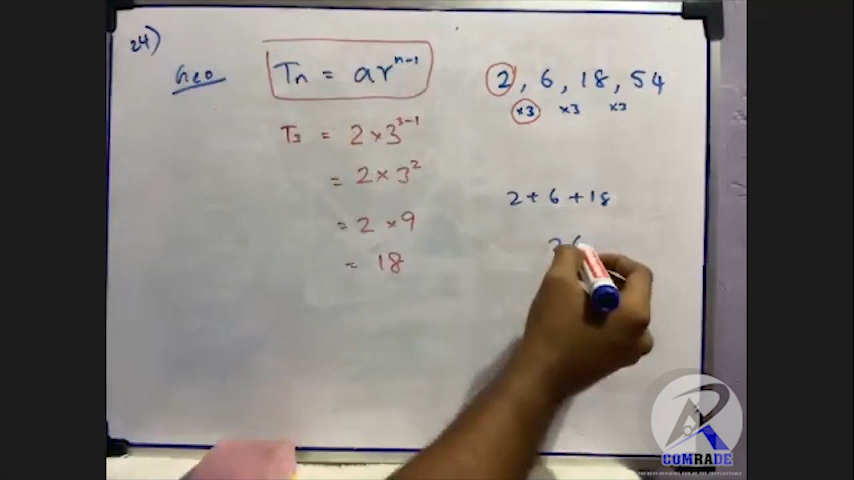 24)
Geo
Tn = ar^n-1
T3 = 2 × 3^3-1
= 2 × 3^2
= 2 × 9
= 18
2, 6, 18, 54
×3 ×3 ×3
2 + 6 + 18
26
COMRADE